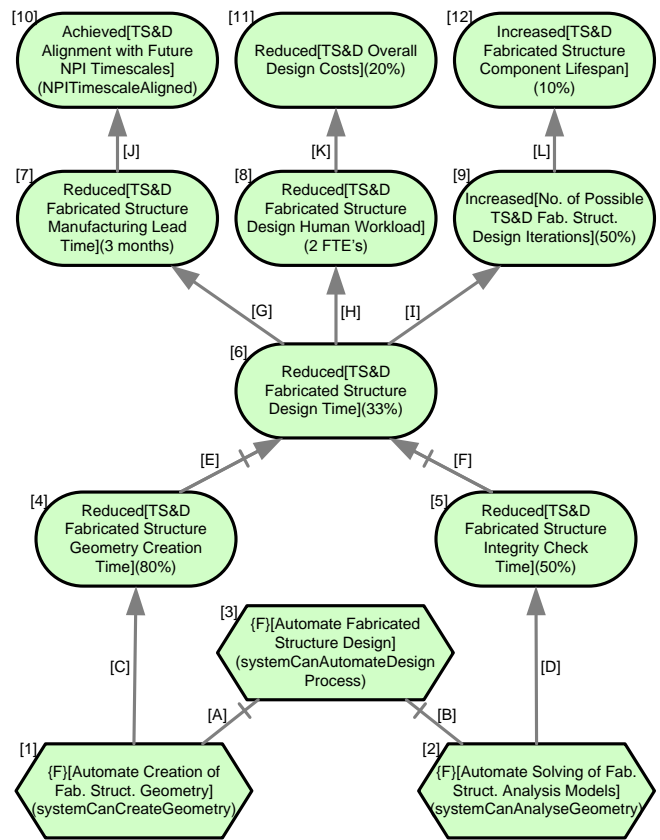 [10]
Achieved[TS&D
Alignment with Future
NPI Timescales]
(NPITimescaleAligned)
[11]
Reduced[TS&D Overall
Design Costs](20%)
[12]
Increased[TS&D
Fabricated Structure
Component Lifespan]
(10%)
[J]
[K]
[L]
[7]
Reduced[TS&D
Fabricated Structure
Manufacturing Lead
Time](3 months)
[8]
Reduced[TS&D
Fabricated Structure
Design Human Workload]
(2 FTE's)
[9]
Increased[No. of Possible
TS&D Fab. Struct.
Design Iterations](50%)
[G]
[H]
[I]
[6]
Reduced[TS&D
Fabricated Structure
Design Time](33%)
[E]
[F]
[4]
Reduced[TS&D
Fabricated Structure
Geometry Creation
Time](80%)
[5]
Reduced[TS&D
Fabricated Structure
Integrity Check
Time](50%)
[3]
{F}[Automate Fabricated
Structure Design]
(systemCanAutomateDesign
Process)
[C]
[D]
[A]
[B]
[1]
{F}[Automate Creation of
Fab. Struct. Geometry]
(systemCanCreateGeometry)
[2]
{F}[Automate Solving of Fab.
Struct. Analysis Models]
(systemCanAnalyseGeometry)